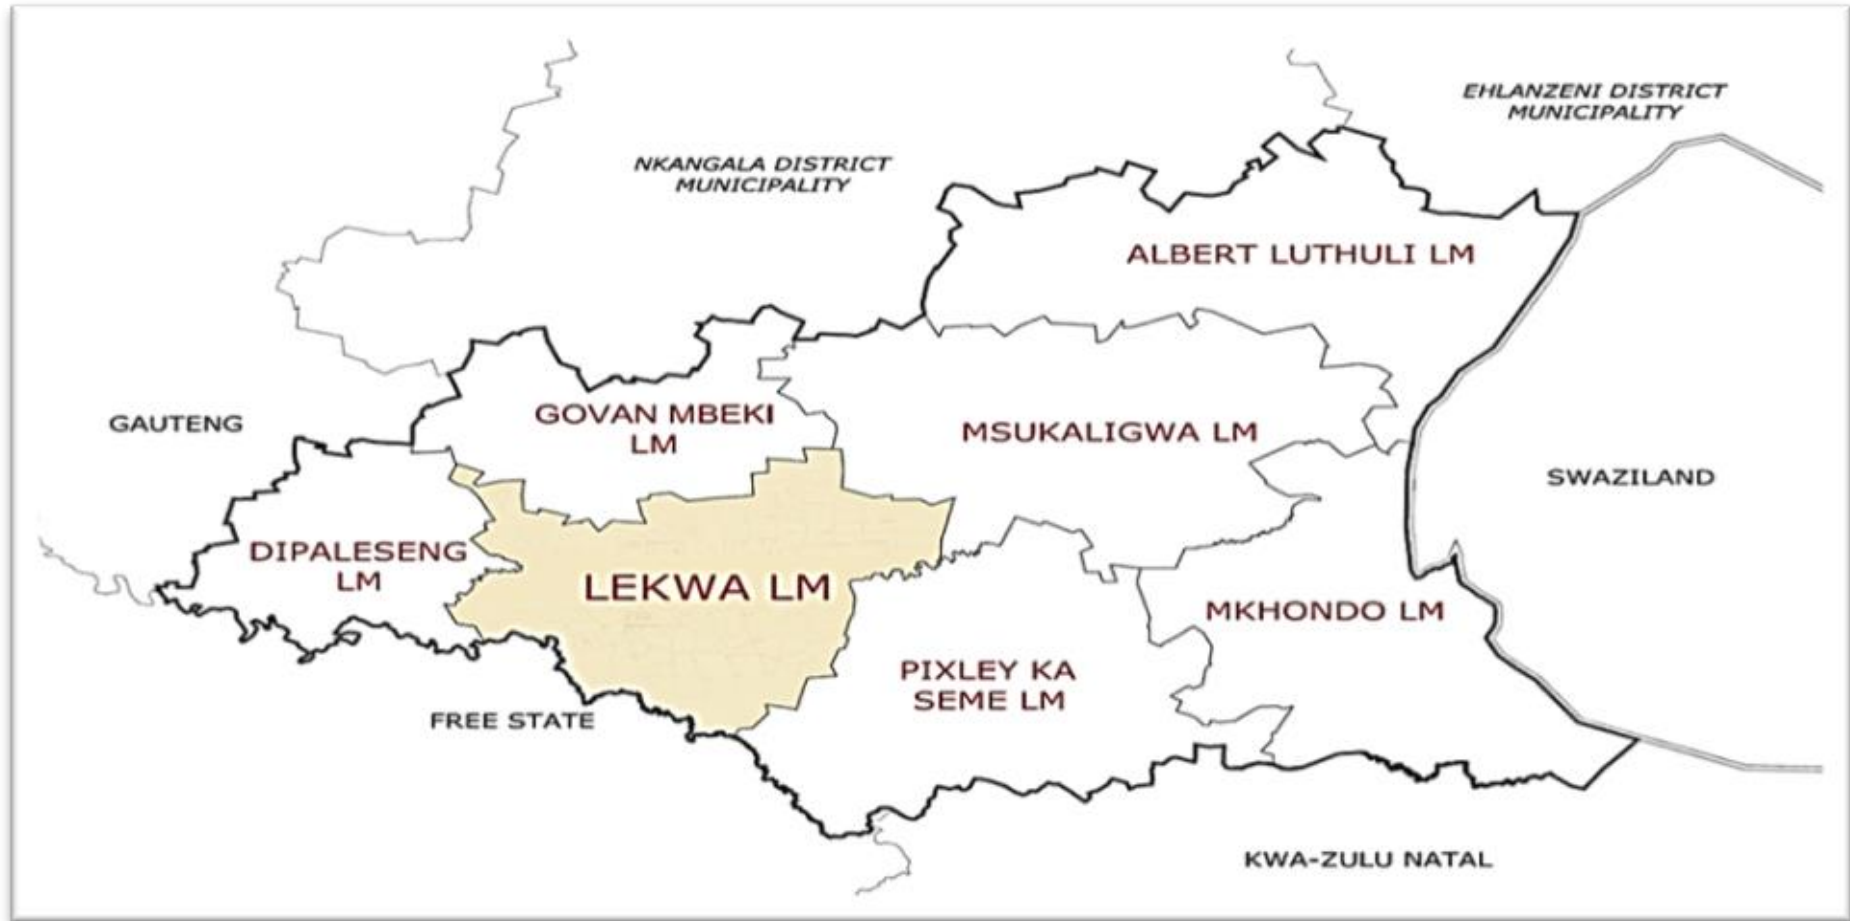 EHLANZENI DISTRICT
MUNICIPALITY
NKANGALA DISTRICT
MUNICIPALITY
ALBERT LUTHULI LM
GAUTENG
GOVAN MBEKI
LM
MSUKALIGWA LM
SWAZILAND
DIPALESENG
LM
LEKWA LM
MKHONDO LM
PIXLEY KA
SEME LM
FREE STATE
KWA-ZULU NATAL